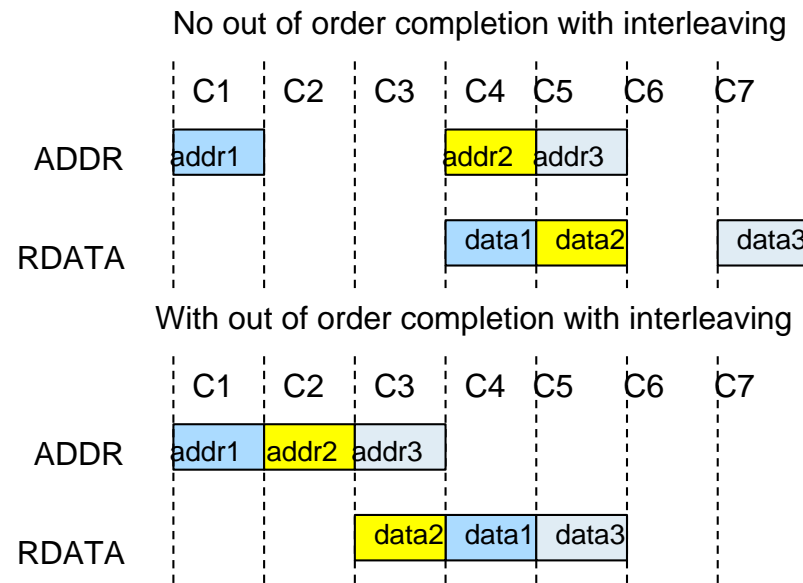 No out of order completion with interleaving
C1 C2 C3 C4 C5 C6 C7
ADDR addr1 addr2 addr3
RDATA data1 data2 data3
With out of order completion with interleaving
C1 C2 C3 C4 C5 C6 C7
ADDR addr1 addr2 addr3
RDATA data2 data1 data3